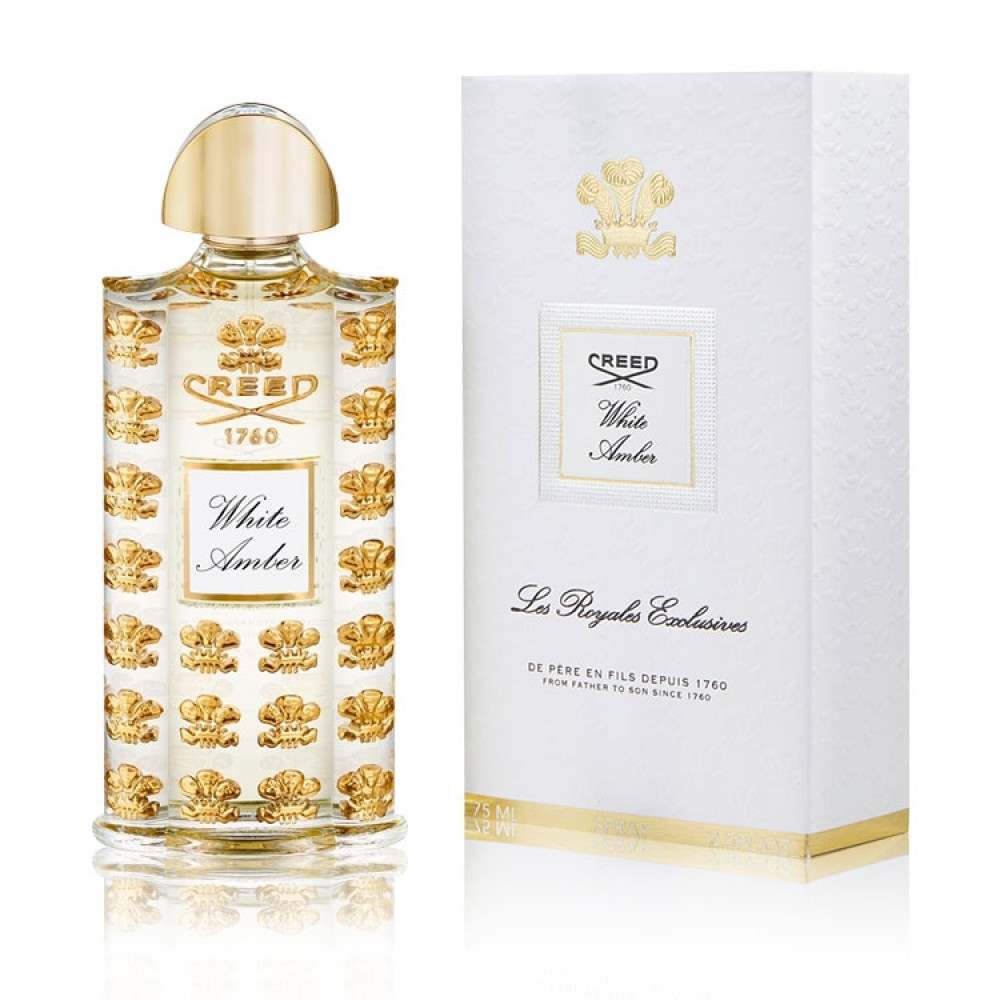 CREED
1760
White
Amber
CREED
1760
White
Amber
Les Royales Exclusives
DE PÈRE EN FILS DEPUIS 1760
FROM FATHER TO SON SINCE 1760
75 ML